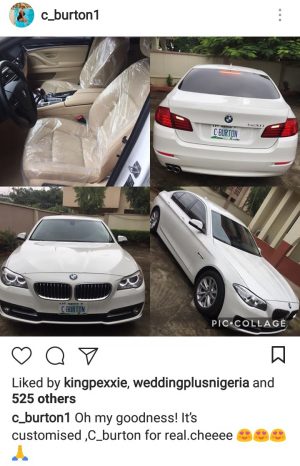 c_burton1
C BURTON
C BURTON
PIC•COLLAGE
Liked by kingpexxie, weddingplusnigeria and
525 others
c_burton1 Oh my goodness! It's
customised ,C_burton for real.cheeee 😍😍😍
🙏